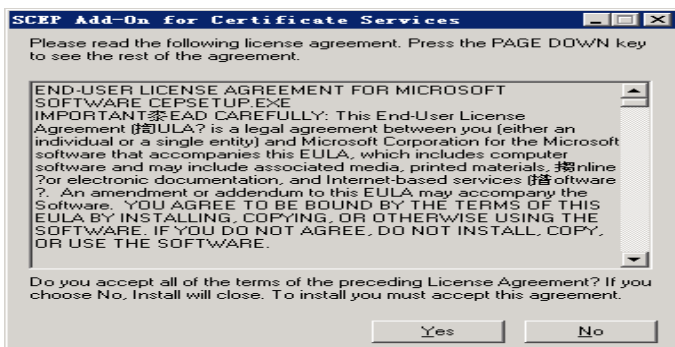 SCEP Add-On for Certificate Services
Please read the following license agreement. Press the PAGE DOWN key
to see the rest of the agreement.
END-USER LICENSE AGREEMENT FOR MICROSOFT
SOFTWARE CEPSETUP.EXE
IMPORTANT桼EAD CAREFULLY: This End-User License
Agreement (揈ULA? is a legal agreement between you (either an
individual or a single entity) and Microsoft Corporation for the Microsoft
software that accompanies this EULA, which includes computer
software and may include associated media, printed materials, 搊nline
?or electronic documentation, and Internet-based services (揝oftware
?.  An amendment or addendum to this EULA may accompany the
Software.  YOU AGREE TO BE BOUND BY THE TERMS OF THIS
EULA BY INSTALLING, COPYING, OR OTHERWISE USING THE
SOFTWARE. IF YOU DO NOT AGREE, DO NOT INSTALL, COPY,
OR USE THE SOFTWARE.
Do you accept all of the terms of the preceding License Agreement? If you
choose No, Install will close. To install you must accept this agreement.
Yes
No